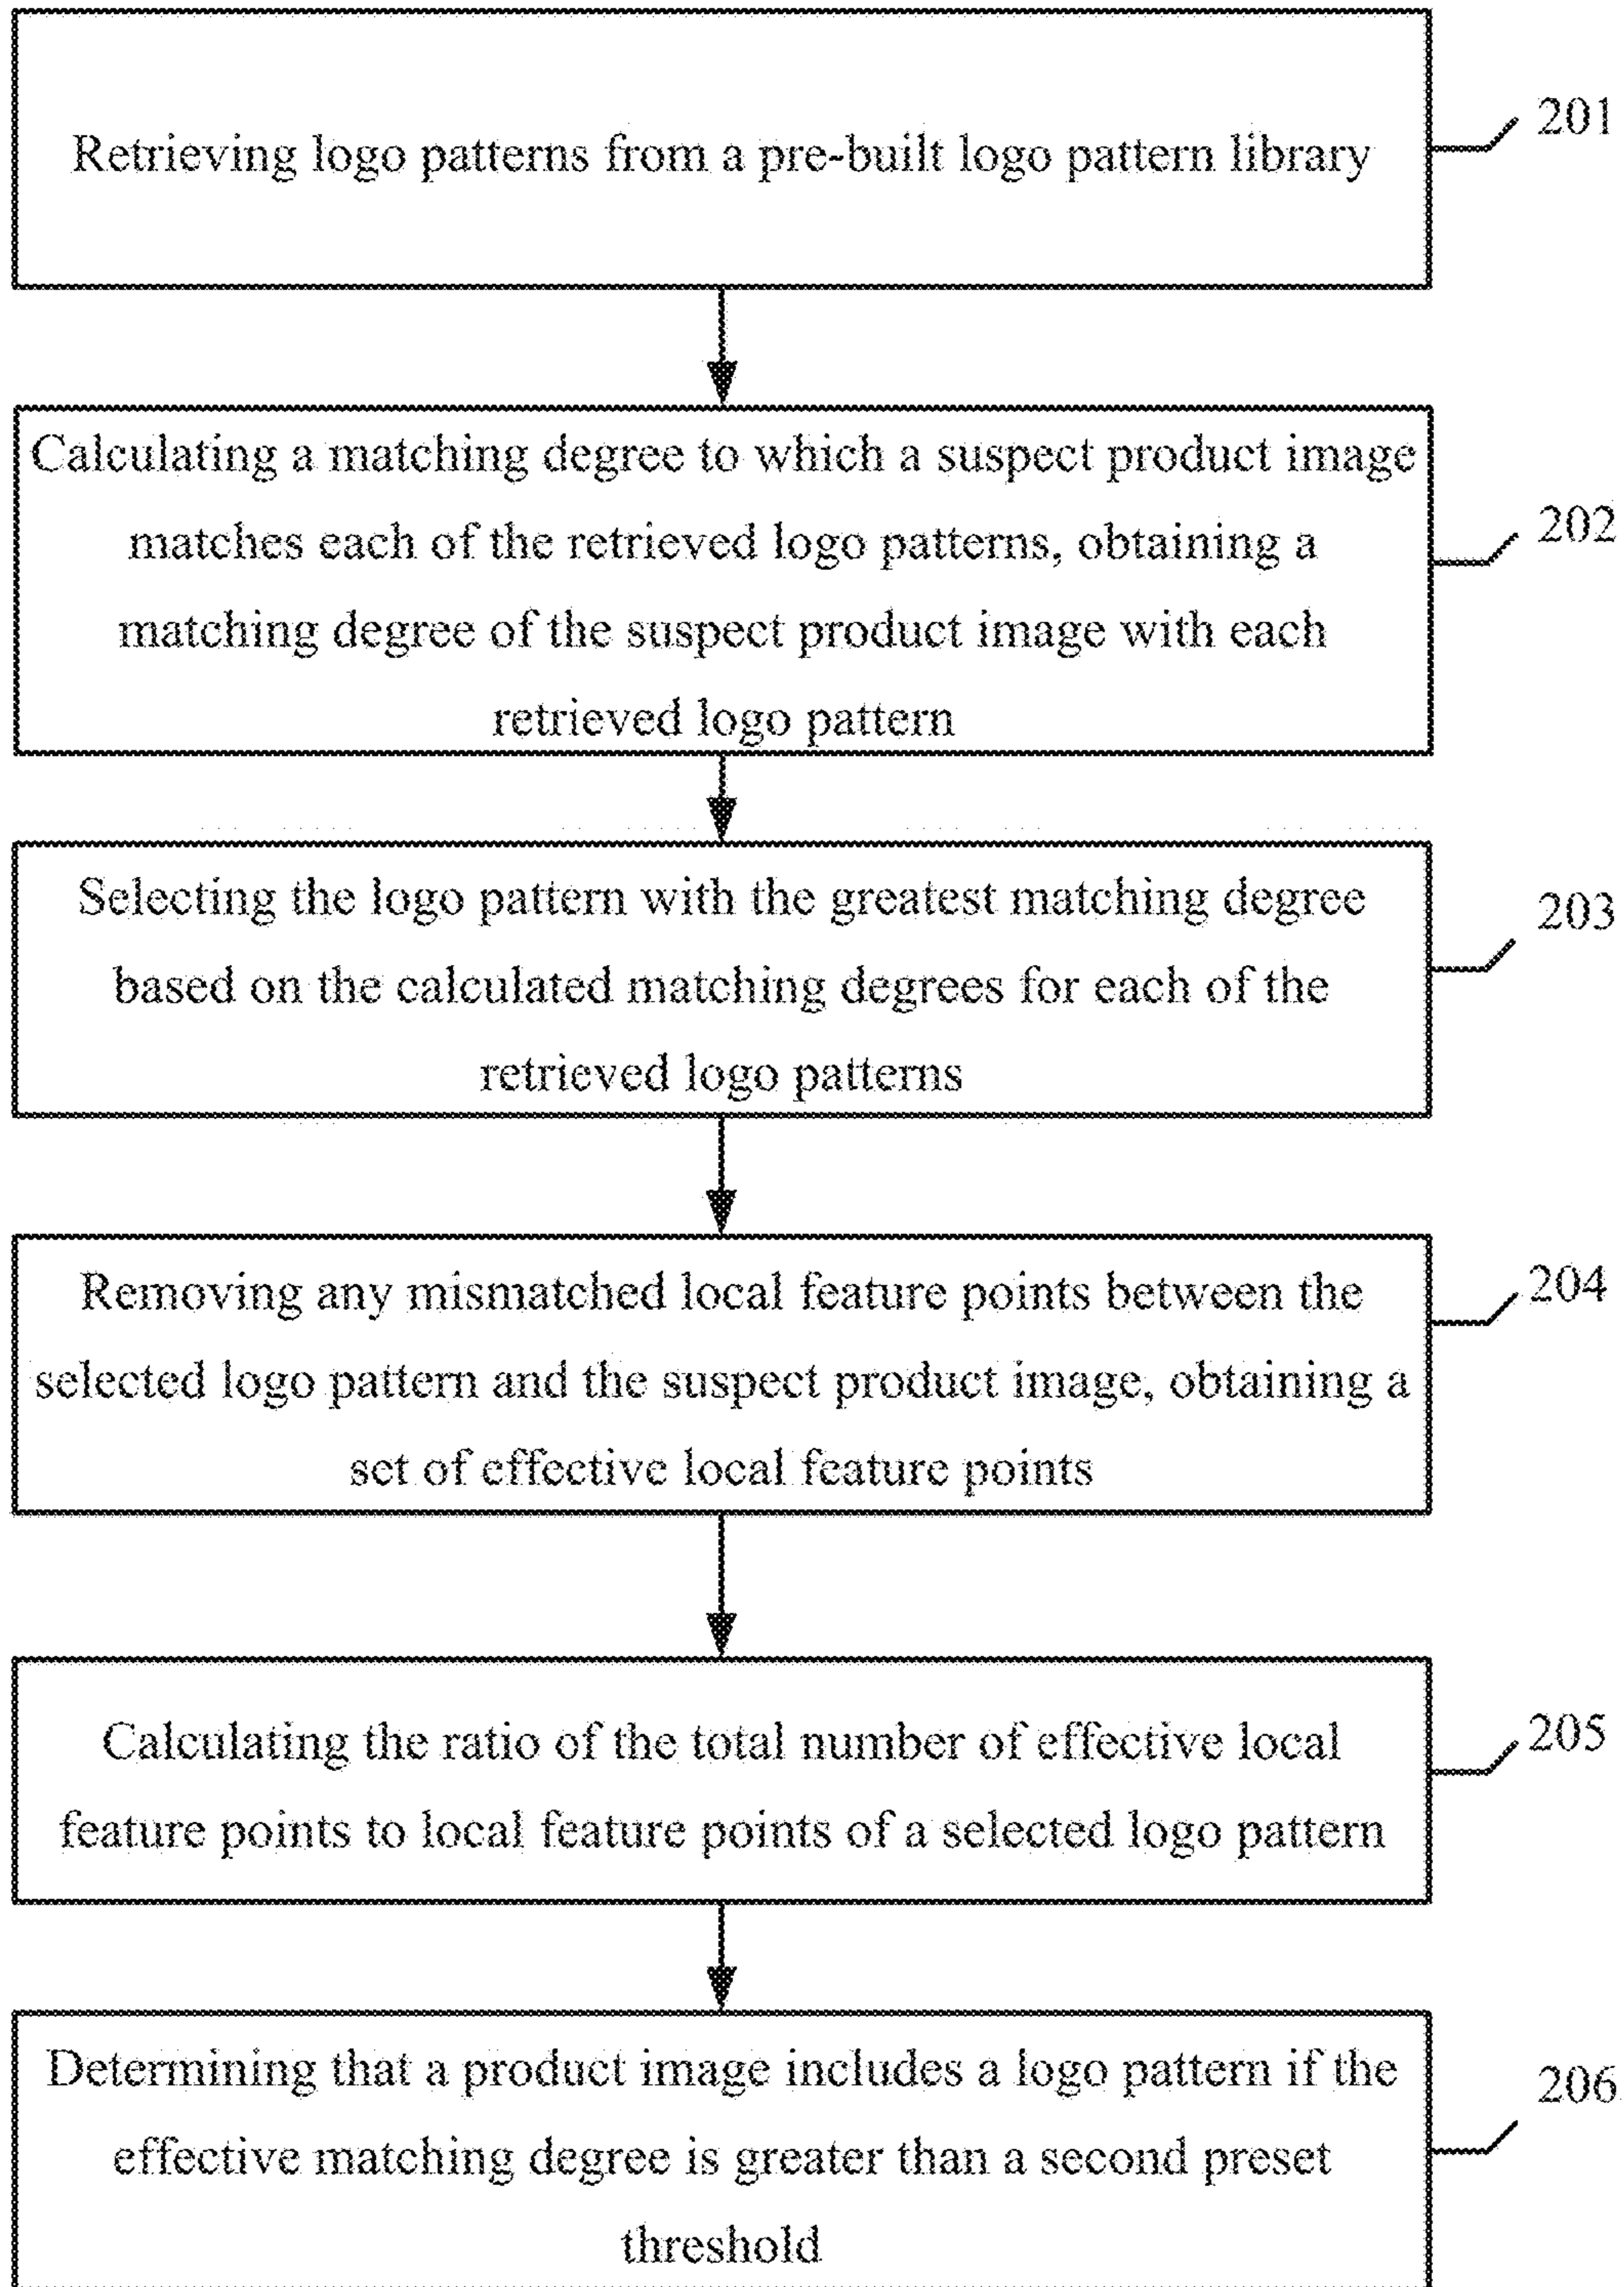 Retrieving logo patterns from a pre-built logo pattern library
201
Calculating a matching degree to which a suspect product image
matches each of the retrieved logo patterns, obtaining a
matching degree of the suspect product image with each
retrieved logo pattern
202
Selecting the logo pattern with the greatest matching degree
based on the calculated matching degrees for each of the
retrieved logo patterns
203
Removing any mismatched local feature points between the
selected logo pattern and the suspect product image, obtaining a
set of effective local feature points
204
Calculating the ratio of the total number of effective local
feature points to local feature points of a selected logo pattern
205
Determining that a product image includes a logo pattern if the
effective matching degree is greater than a second preset
threshold
206